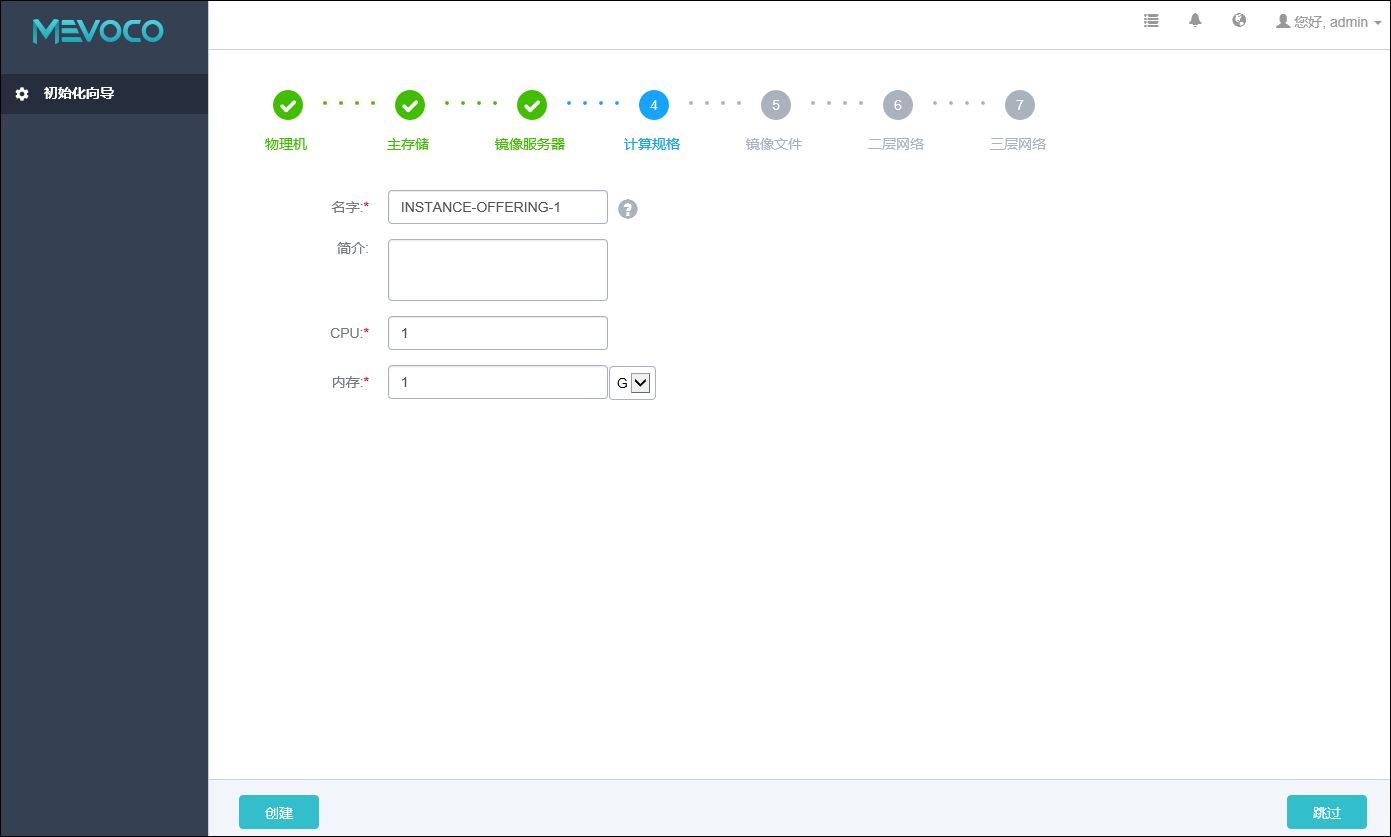 MEVOCO
您好, admin
初始化向导
4 5 6 7
物理机 主存储 镜像服务器 计算规格 镜像文件 二层网络 三层网络
名字:* INSTANCE-OFFERING-1 ?
简介:
CPU:* 1
内存:* 1 G
创建 跳过